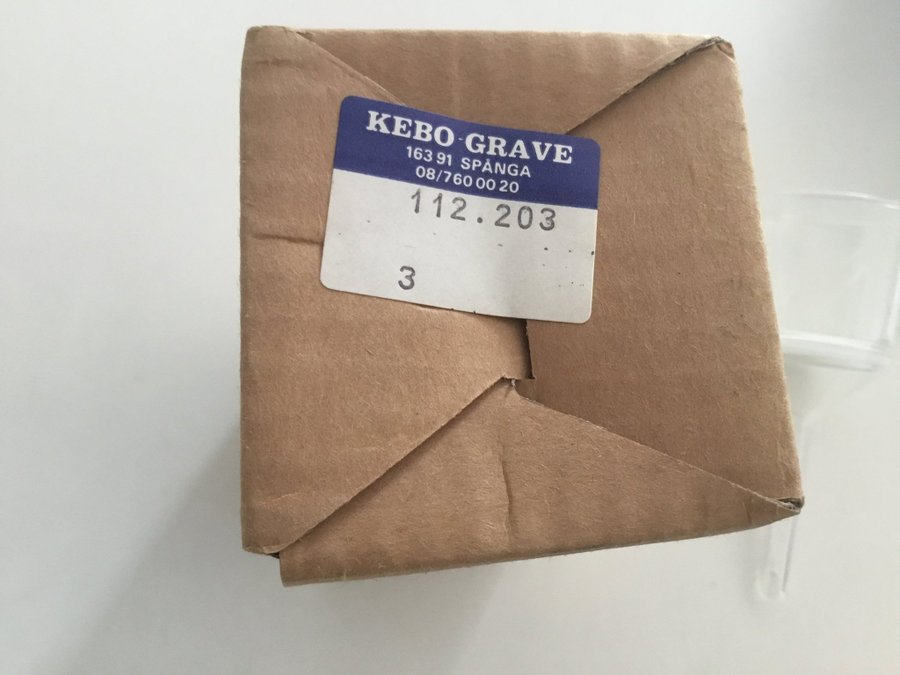 KEBO-GRAVE
163 91 SPÅNGA
08/760 00 20
112.203
3